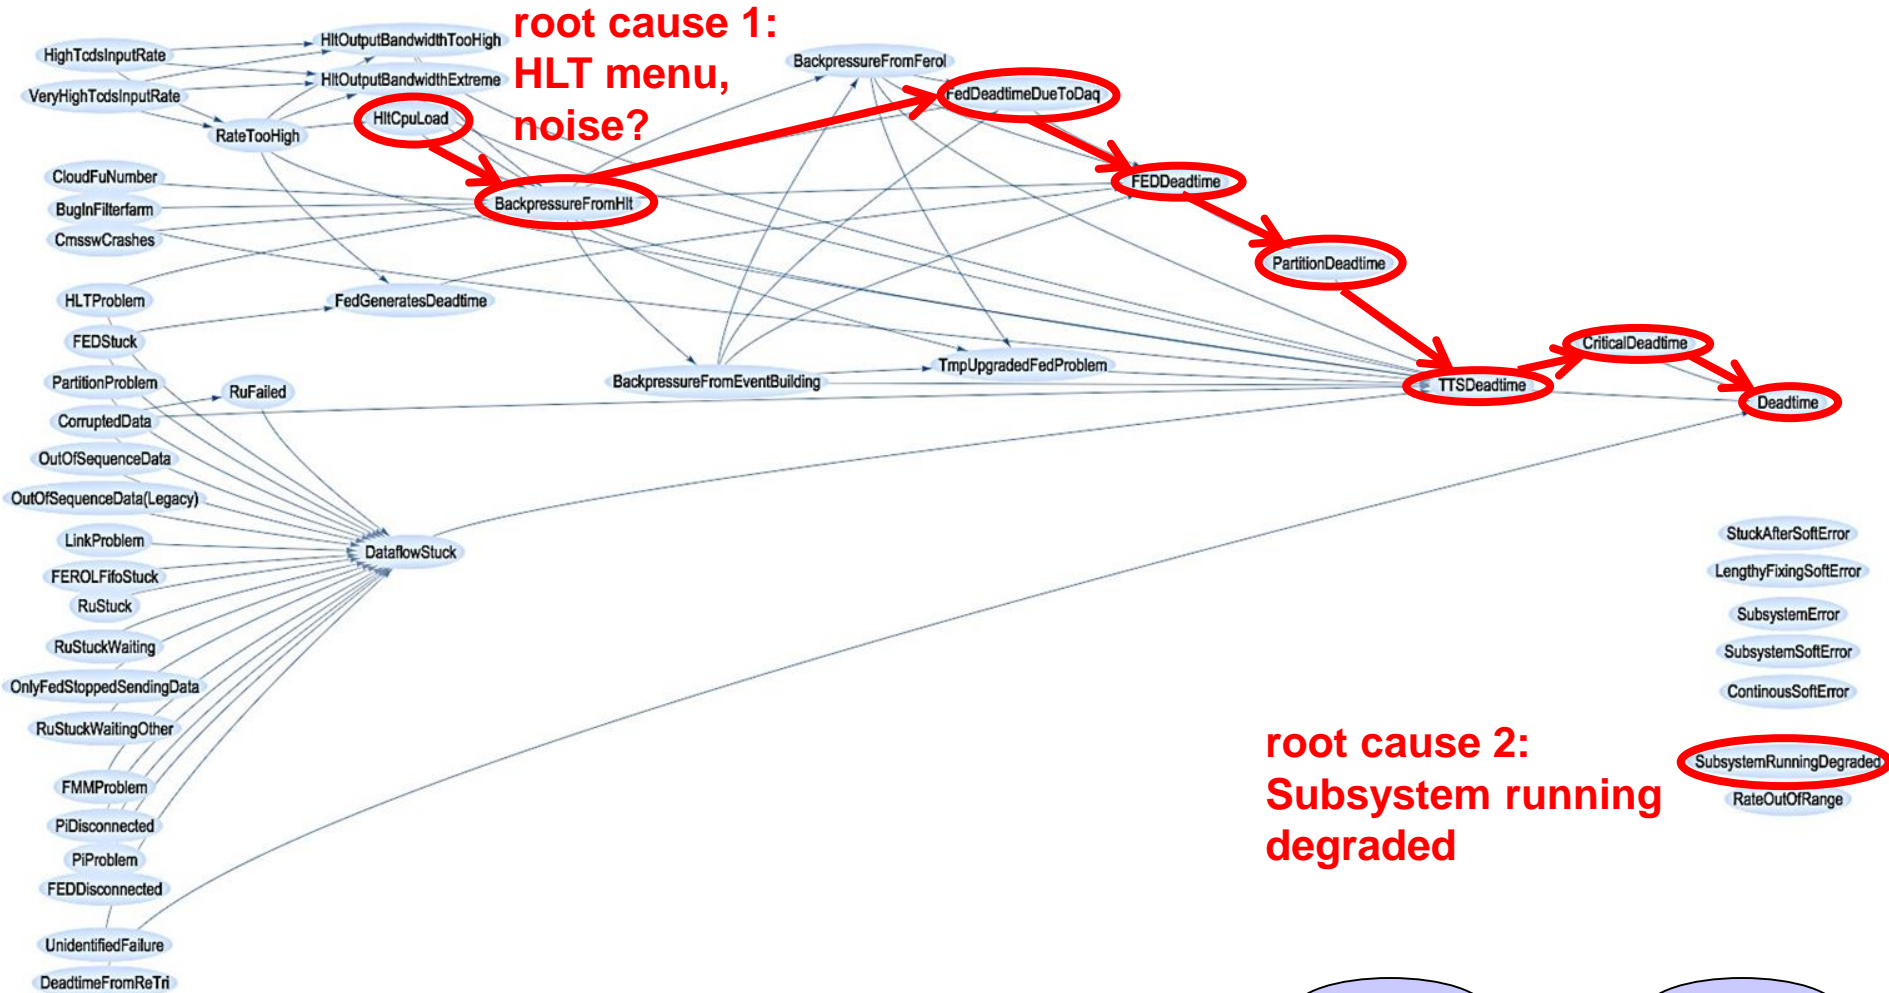 root cause 1:
HLT menu,
noise?
HighTcdsInputRate
VeryHighTcdsInputRate
RateTooHigh
HltOutputBandwidthTooHigh
HltOutputBandwidthExtreme
HltCpuLoad
BackpressureFromFerol
FedDeadtimeDueToDaq
CloudFuNumber
BugInFilterfarm
CmsswCrashes
BackpressureFromHlt
FEDDeadtime
PartitionDeadtime
HLTProblem
FedGeneratesDeadtime
FEDStuck
PartitionProblem
RuFailed
CorruptedData
BackpressureFromEventBuilding
TmpUpgradedFedProblem
CriticalDeadtime
TTSDeadtime
Deadtime
OutOfSequenceData
OutOfSequenceData(Legacy)
LinkProblem
DataflowStuck
FEROLFifoStuck
RuStuck
RuStuckWaiting
OnlyFedStoppedSendingData
RuStuckWaitingOther
FMMProblem
PiDisconnected
PiProblem
FEDDisconnected
UnidentifiedFailure
DeadtimeFromReTri
StuckAfterSoftError
LengthyFixingSoftError
SubsystemError
SubsystemSoftError
ContinousSoftError
SubsystemRunningDegraded
RateOutOfRange
root cause 2:
Subsystem running
degraded